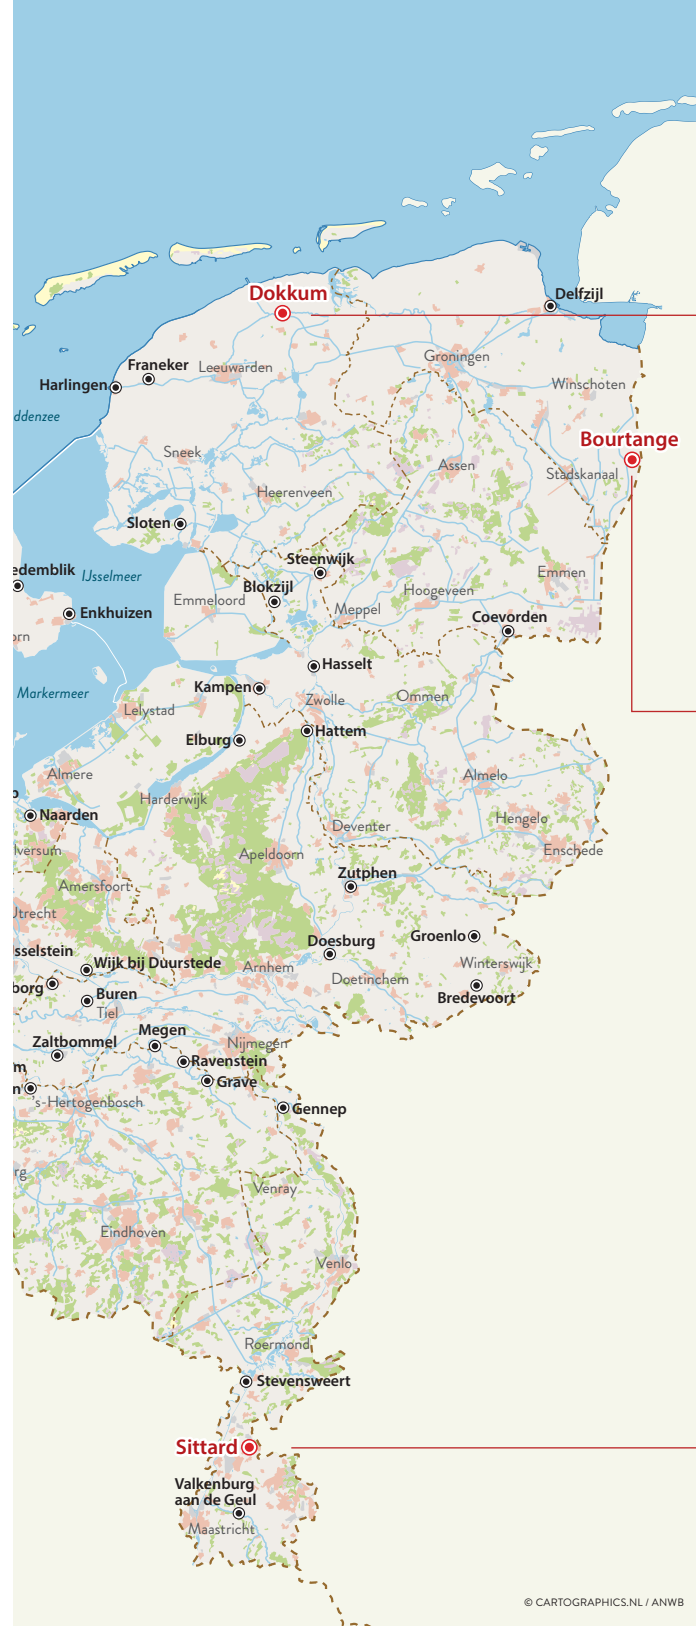 Dokkum
Delfzijl
Groningen
Franeker
Leeuwarden
Harlingen
Winschoten
ddenzee
Bourtange
Sneek
Assen
Stadskanaal
Heerenveen
Sloten
Steenwijk
edemblik
IJsselmeer
Emmen
Blokzijl
Hoogeveen
Emmeloord
Enkhuizen
Meppel
Coevorden
orn
Hasselt
Kampen
Markermeer
Ommen
Zwolle
Lelystad
Hattem
Elburg
Almere
Almelo
Harderwijk
Naarden
Hengelo
Deventer
lversum
Apeldoorn
Enschede
Zutphen
Amersfoort
Utrecht
Groenlo
Doesburg
sselstein
Wijk bij Duurstede
Winterswijk
Arnhem
Doetinchem
borg
Buren
Bredevoort
Tiel
Megen
Zaltbommel
Nijmegen
Ravenstein
m
Grave
n
's-Hertogenbosch
Gennep
rg
Venray
Eindhoven
Venlo
Roermond
Stevensweert
Sittard
Valkenburg
aan de Geul
Maastricht
© CARTOGRAPHICS.NL / ANWB